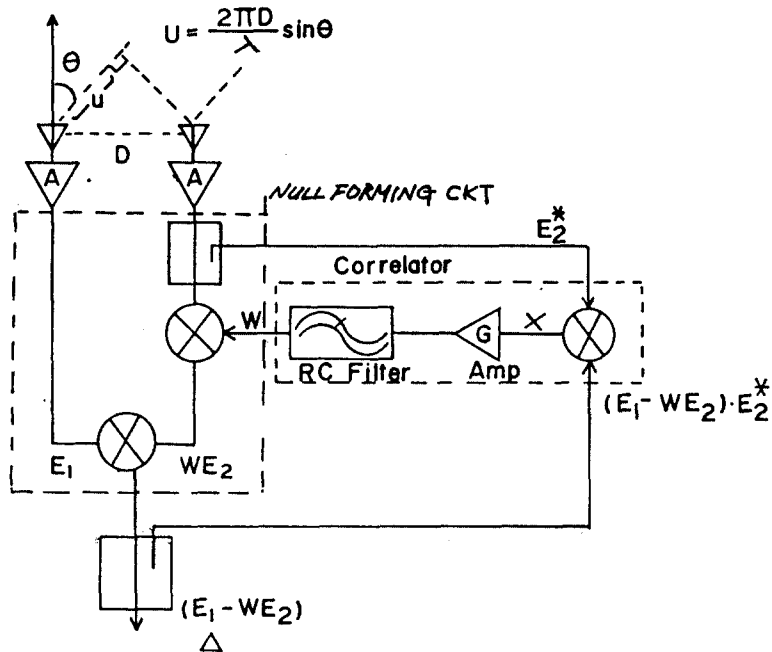 U = 2πD/λ sinθ
θ
u
D
A
A
NULL FORMING CKT
E₂*
Correlator
W
G
X
RC Filter
Amp
(E₁ - WE₂) · E₂*
E₁
WE₂
(E₁ - WE₂)
△